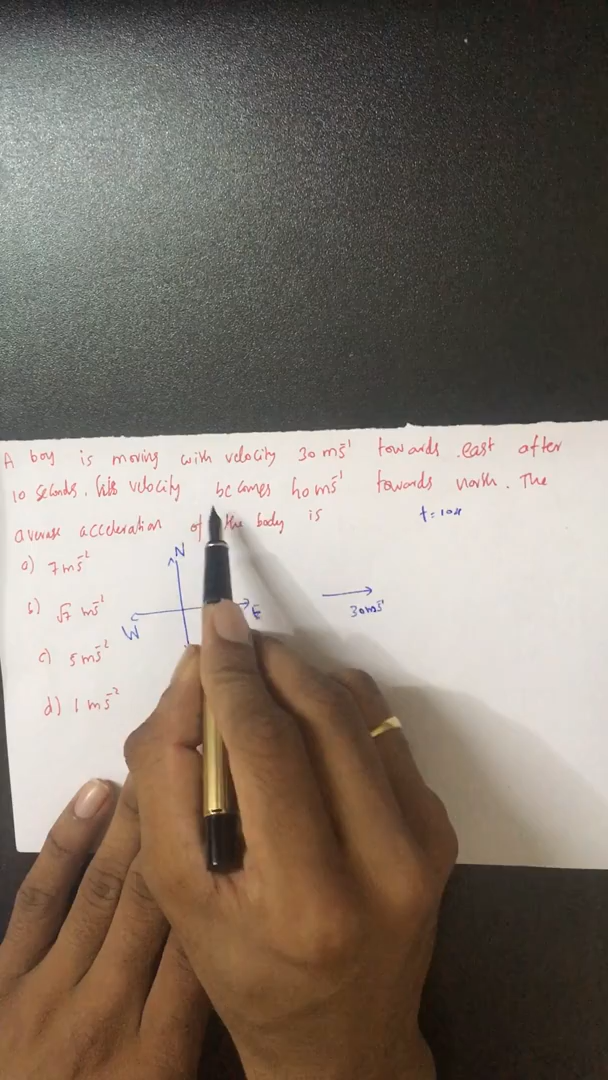 A boy is moving with velocity 30 ms⁻¹ towards east after
10 seconds. his velocity becomes 40 ms⁻¹ towards north. The
average acceleration of the body is
t = 10s
a) 7 ms⁻²
b) √7 ms⁻²
c) 5 ms⁻²
d) 1 ms⁻²
N
W
E
30 ms⁻¹